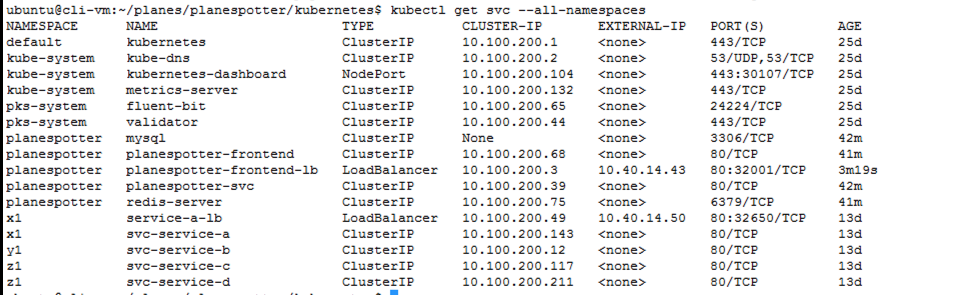 ubuntu@cli-vm:~/planes/planespotter/kubernetes$ kubectl get svc --all-namespaces
NAMESPACE NAME TYPE CLUSTER-IP EXTERNAL-IP PORT(S) AGE
default kubernetes ClusterIP 10.100.200.1 <none> 443/TCP 25d
kube-system kube-dns ClusterIP 10.100.200.2 <none> 53/UDP,53/TCP 25d
kube-system kubernetes-dashboard NodePort 10.100.200.104 <none> 443:30107/TCP 25d
kube-system metrics-server ClusterIP 10.100.200.132 <none> 443/TCP 25d
pks-system fluent-bit ClusterIP 10.100.200.65 <none> 24224/TCP 25d
pks-system validator ClusterIP 10.100.200.44 <none> 443/TCP 25d
planespotter mysql ClusterIP None <none> 3306/TCP 42m
planespotter planespotter-frontend ClusterIP 10.100.200.68 <none> 80/TCP 41m
planespotter planespotter-frontend-lb LoadBalancer 10.100.200.3 10.40.14.43 80:32001/TCP 3m19s
planespotter planespotter-svc ClusterIP 10.100.200.39 <none> 80/TCP 42m
planespotter redis-server ClusterIP 10.100.200.75 <none> 6379/TCP 41m
x1 service-a-lb LoadBalancer 10.100.200.49 10.40.14.50 80:32650/TCP 13d
x1 svc-service-a ClusterIP 10.100.200.143 <none> 80/TCP 13d
y1 svc-service-b ClusterIP 10.100.200.12 <none> 80/TCP 13d
z1 svc-service-c ClusterIP 10.100.200.117 <none> 80/TCP 13d
z1 svc-service-d ClusterIP 10.100.200.211 <none> 80/TCP 13d